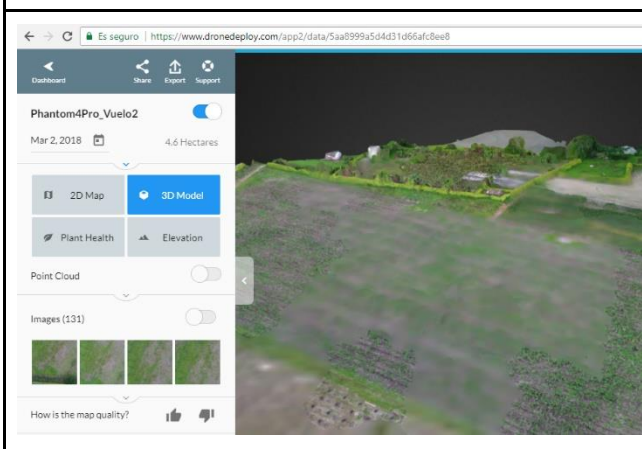 Es seguro | https://www.dronedeploy.com/app2/data/5aa8999a5d4d31d66afc8ee8
Dashboard Share Export Support
Phantom4Pro_Vuelo2
Mar 2, 2018 4.6 Hectares
2D Map 3D Model
Plant Health Elevation
Point Cloud
Images (131)
How is the map quality?